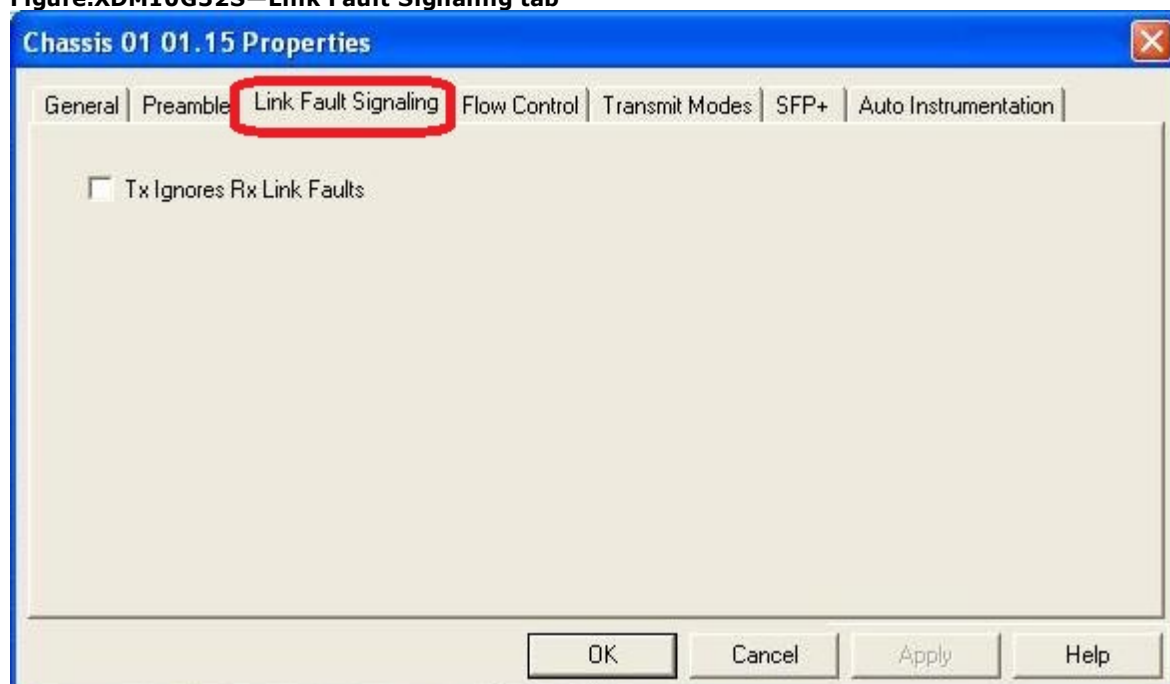 Figure:XDM10G32S—Link Fault Signaling tab
Chassis 01 01.15 Properties
General Preamble Link Fault Signaling Flow Control Transmit Modes SFP+ Auto Instrumentation
Tx Ignores Rx Link Faults
OK Cancel Apply Help